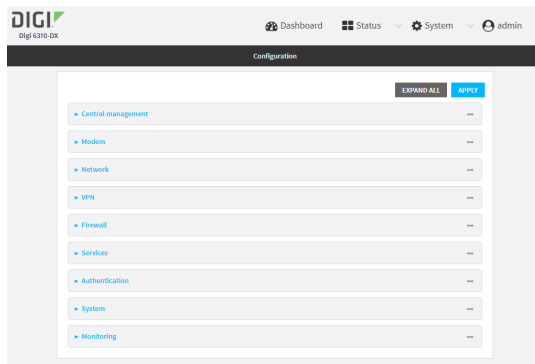 DIGI
Digi 6310-DX
Dashboard Status System admin
Configuration
EXPAND ALL APPLY
Central management
Modem
Network
VPN
Firewall
Services
Authentication
System
Monitoring